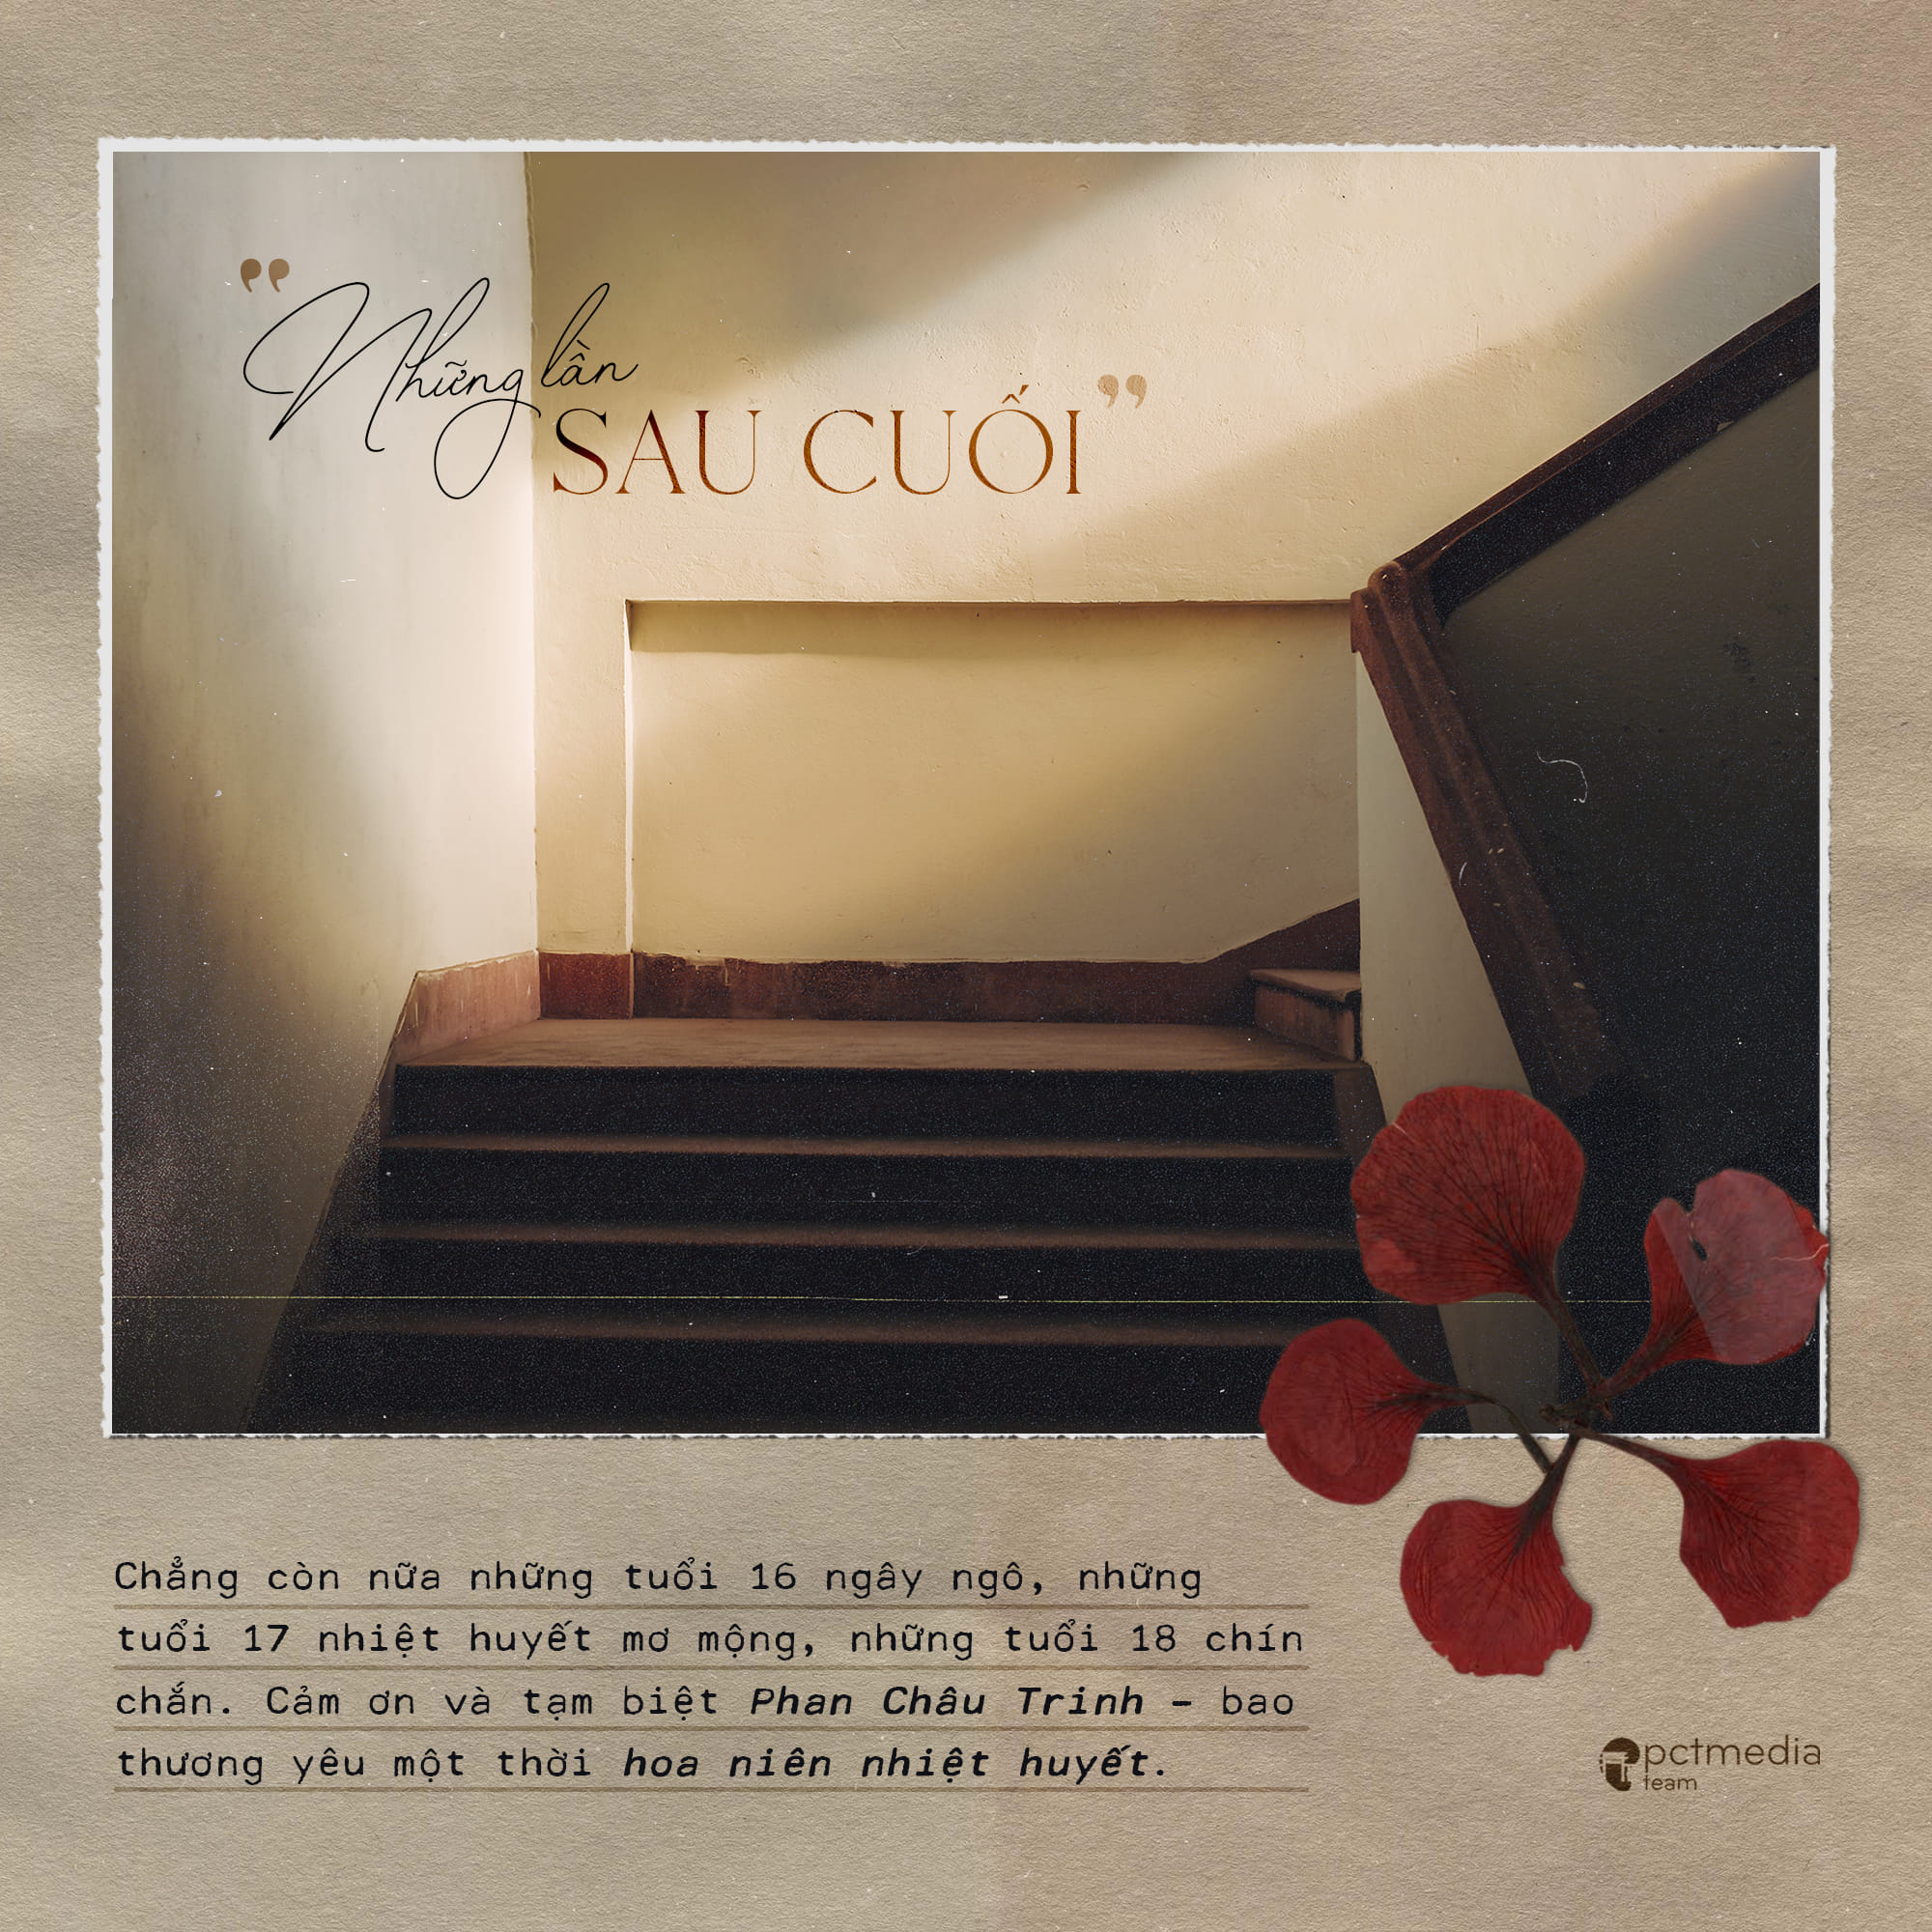 "Những lần
SAU CUỐI"
Chẳng còn nữa những tuổi 16 ngây ngô, những
tuổi 17 nhiệt huyết mơ mộng, những tuổi 18 chín
chắn. Cảm ơn và tạm biệt Phan Châu Trinh – bao
thương yêu một thời hoa niên nhiệt huyết.
pctmedia
team